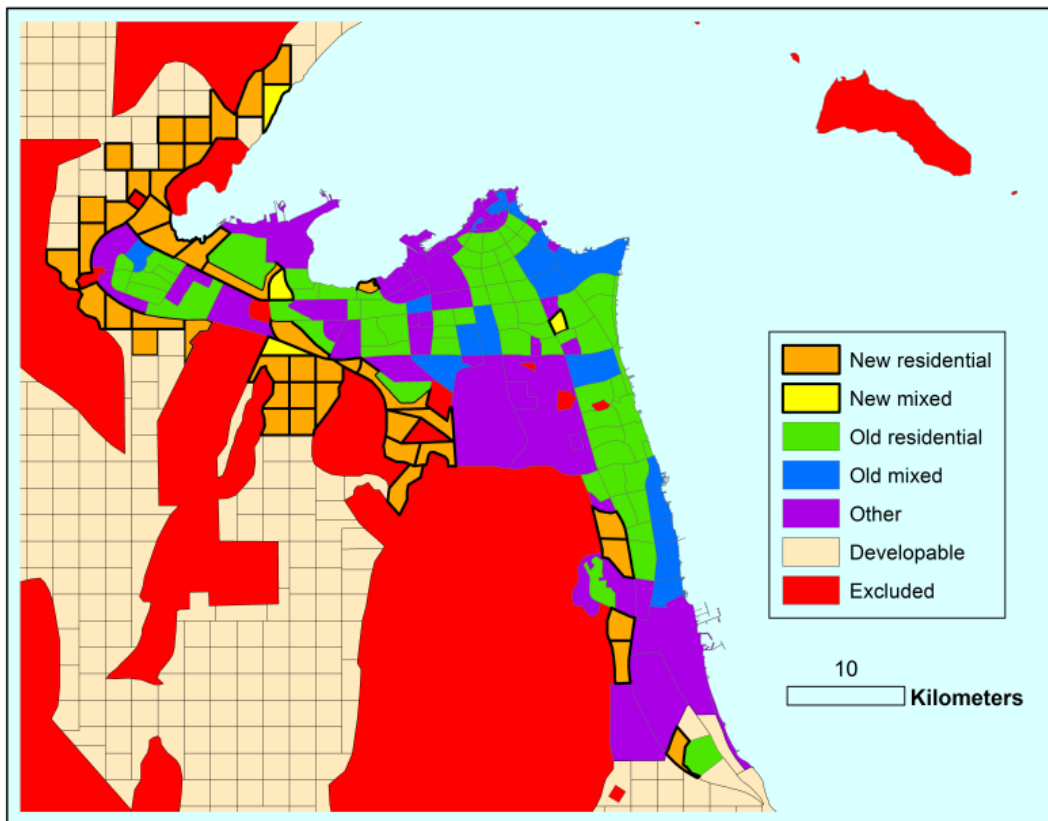 New residential
New mixed
Old residential
Old mixed
Other
Developable
Excluded
10
Kilometers